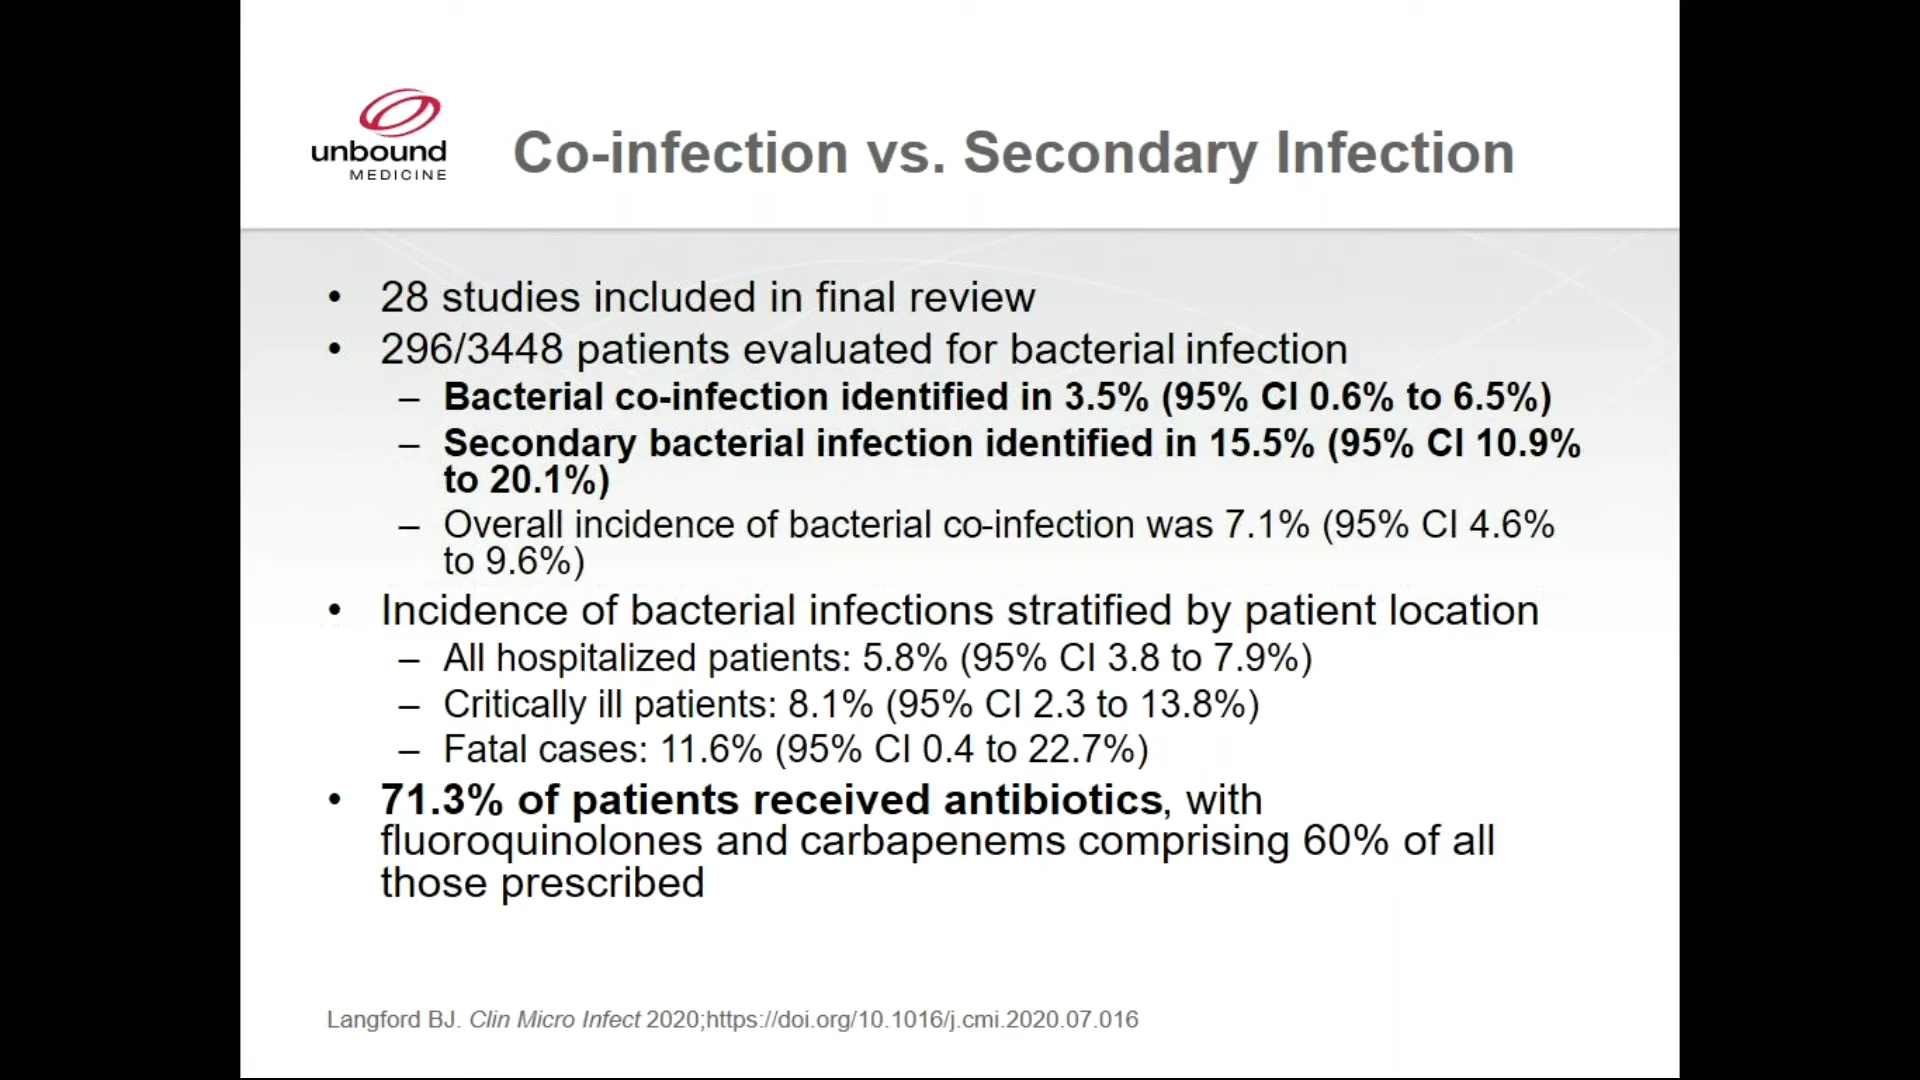 unbound
MEDICINE
Co-infection vs. Secondary Infection
• 28 studies included in final review
• 296/3448 patients evaluated for bacterial infection
– Bacterial co-infection identified in 3.5% (95% CI 0.6% to 6.5%)
– Secondary bacterial infection identified in 15.5% (95% CI 10.9%
to 20.1%)
– Overall incidence of bacterial co-infection was 7.1% (95% CI 4.6%
to 9.6%)
• Incidence of bacterial infections stratified by patient location
– All hospitalized patients: 5.8% (95% CI 3.8 to 7.9%)
– Critically ill patients: 8.1% (95% CI 2.3 to 13.8%)
– Fatal cases: 11.6% (95% CI 0.4 to 22.7%)
• 71.3% of patients received antibiotics, with
fluoroquinolones and carbapenems comprising 60% of all
those prescribed
Langford BJ. Clin Micro Infect 2020;https://doi.org/10.1016/j.cmi.2020.07.016